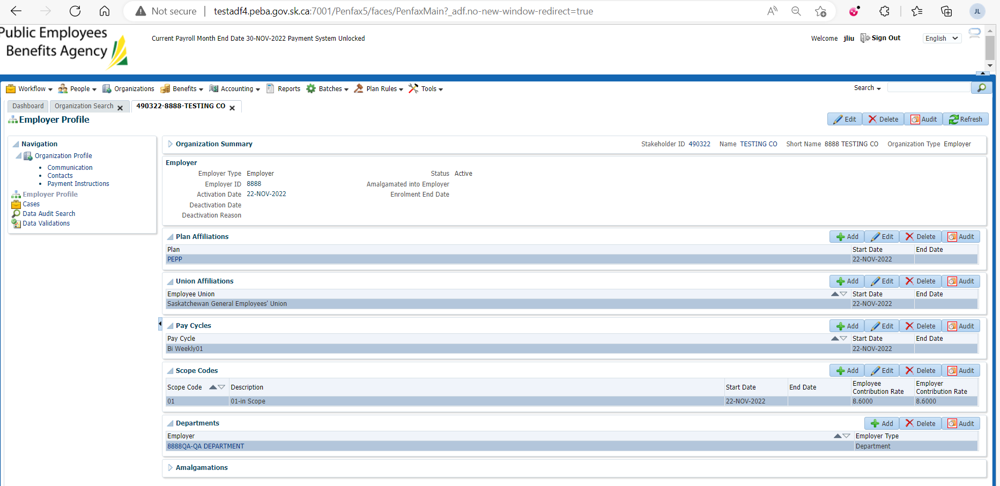 Not secure | testadf4.peba.gov.sk.ca:7001/Penfax5/faces/PenfaxMain?_adf.no-new-window-redirect=true
A
JL
Public Employees
Benefits Agency
Current Payroll Month End Date 30-NOV-2022 Payment System Unlocked
Welcome jliu Sign Out English
Workflow People Organizations Benefits Accounting Reports Batches Plan Rules Tools Search
Dashboard Organization Search 490322-8888-TESTING CO
Employer Profile
Edit Delete Audit Refresh
Navigation
Organization Profile
• Communication
• Contacts
• Payment Instructions
Employer Profile
Cases
Data Audit Search
Data Validations
Organization Summary Stakeholder ID 490322 Name TESTING CO Short Name 8888 TESTING CO Organization Type Employer
Employer
Employer Type Employer Status Active
Employer ID 8888 Amalgamated into Employer
Activation Date 22-NOV-2022 Enrolment End Date
Deactivation Date
Deactivation Reason
Plan Affiliations Add Edit Delete Audit
Plan Start Date End Date
PEPP 22-NOV-2022
Union Affiliations Add Edit Delete Audit
Employee Union Start Date End Date
Saskatchewan General Employees' Union 22-NOV-2022
Pay Cycles Add Edit Delete Audit
Pay Cycle Start Date End Date
Bi Weekly01 22-NOV-2022
Scope Codes Add Edit Delete Audit
Scope Code Description Start Date End Date Employee Contribution Rate Employer Contribution Rate
01 01-in Scope 22-NOV-2022 8.6000 8.6000
Departments Add Delete Audit
Employer Employer Type
8888QA-QA DEPARTMENT Department
Amalgamations